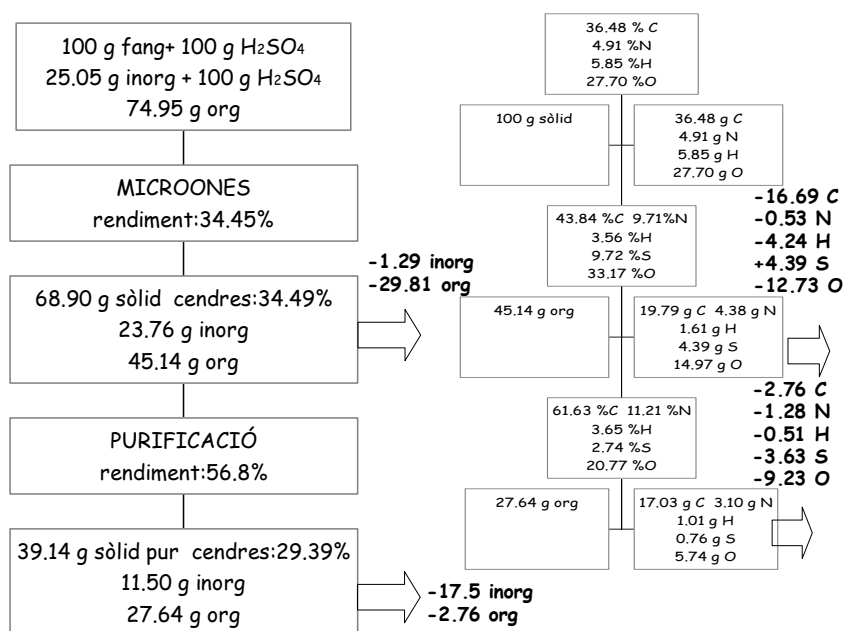 100 g fang+ 100 g H2SO4
25.05 g inorg + 100 g H2SO4
74.95 g org
MICROONES
rendiment:34.45%
-1.29 inorg
-29.81 org
68.90 g sòlid cendres:34.49%
23.76 g inorg
45.14 g org
PURIFICACIÓ
rendiment:56.8%
39.14 g sòlid pur cendres:29.39%
11.50 g inorg
27.64 g org
-17.5 inorg
-2.76 org
36.48 % C
4.91 %N
5.85 %H
27.70 %O
100 g sòlid
36.48 g C
4.91 g N
5.85 g H
27.70 g O
-16.69 C
-0.53 N
-4.24 H
+4.39 S
-12.73 O
43.84 %C 9.71%N
3.56 %H
9.72 %S
33.17 %O
45.14 g org
19.79 g C 4.38 g N
1.61 g H
4.39 g S
14.97 g O
-2.76 C
-1.28 N
-0.51 H
-3.63 S
-9.23 O
61.63 %C 11.21 %N
3.65 %H
2.74 %S
20.77 %O
27.64 g org
17.03 g C 3.10 g N
1.01 g H
0.76 g S
5.74 g O